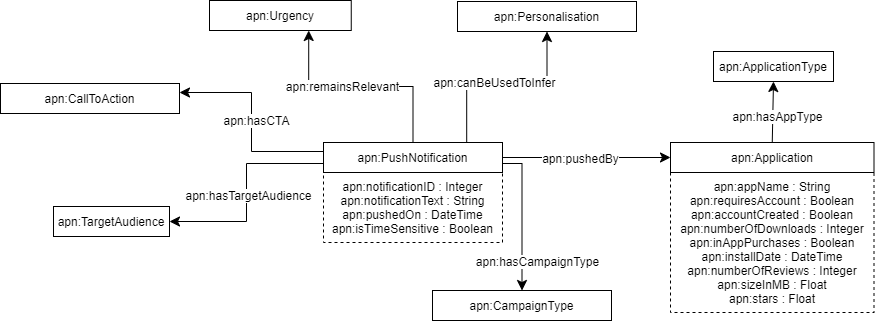 apn:Urgency
apn:Personalisation
apn:ApplicationType
apn:remainsRelevant
apn:canBeUsedToInfer
apn:CallToAction
apn:hasCTA
apn:hasAppType
apn:PushNotification
apn:pushedBy
apn:Application
apn:notificationID : Integer
apn:notificationText : String
apn:pushedOn : DateTime
apn:isTimeSensitive : Boolean
apn:appName : String
apn:requiresAccount : Boolean
apn:accountCreated : Boolean
apn:numberOfDownloads : Integer
apn:inAppPurchases : Boolean
apn:installDate : DateTime
apn:numberOfReviews : Integer
apn:sizeInMB : Float
apn:stars : Float
apn:hasTargetAudience
apn:TargetAudience
apn:hasCampaignType
apn:CampaignType